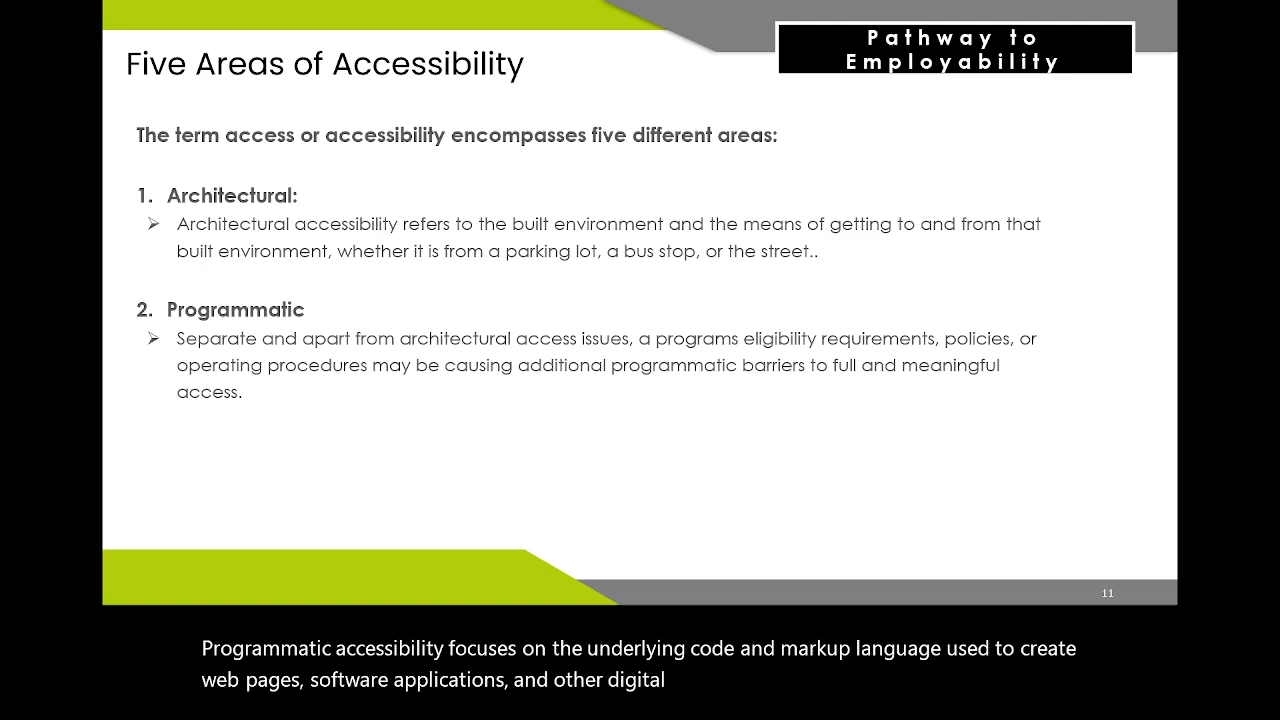 Pathway to
Employability
Five Areas of Accessibility
The term access or accessibility encompasses five different areas:
1. Architectural:
➢ Architectural accessibility refers to the built environment and the means of getting to and from that
built environment, whether it is from a parking lot, a bus stop, or the street..
2. Programmatic
➢ Separate and apart from architectural access issues, a programs eligibility requirements, policies, or
operating procedures may be causing additional programmatic barriers to full and meaningful
access.
11
Programmatic accessibility focuses on the underlying code and markup language used to create
web pages, software applications, and other digital